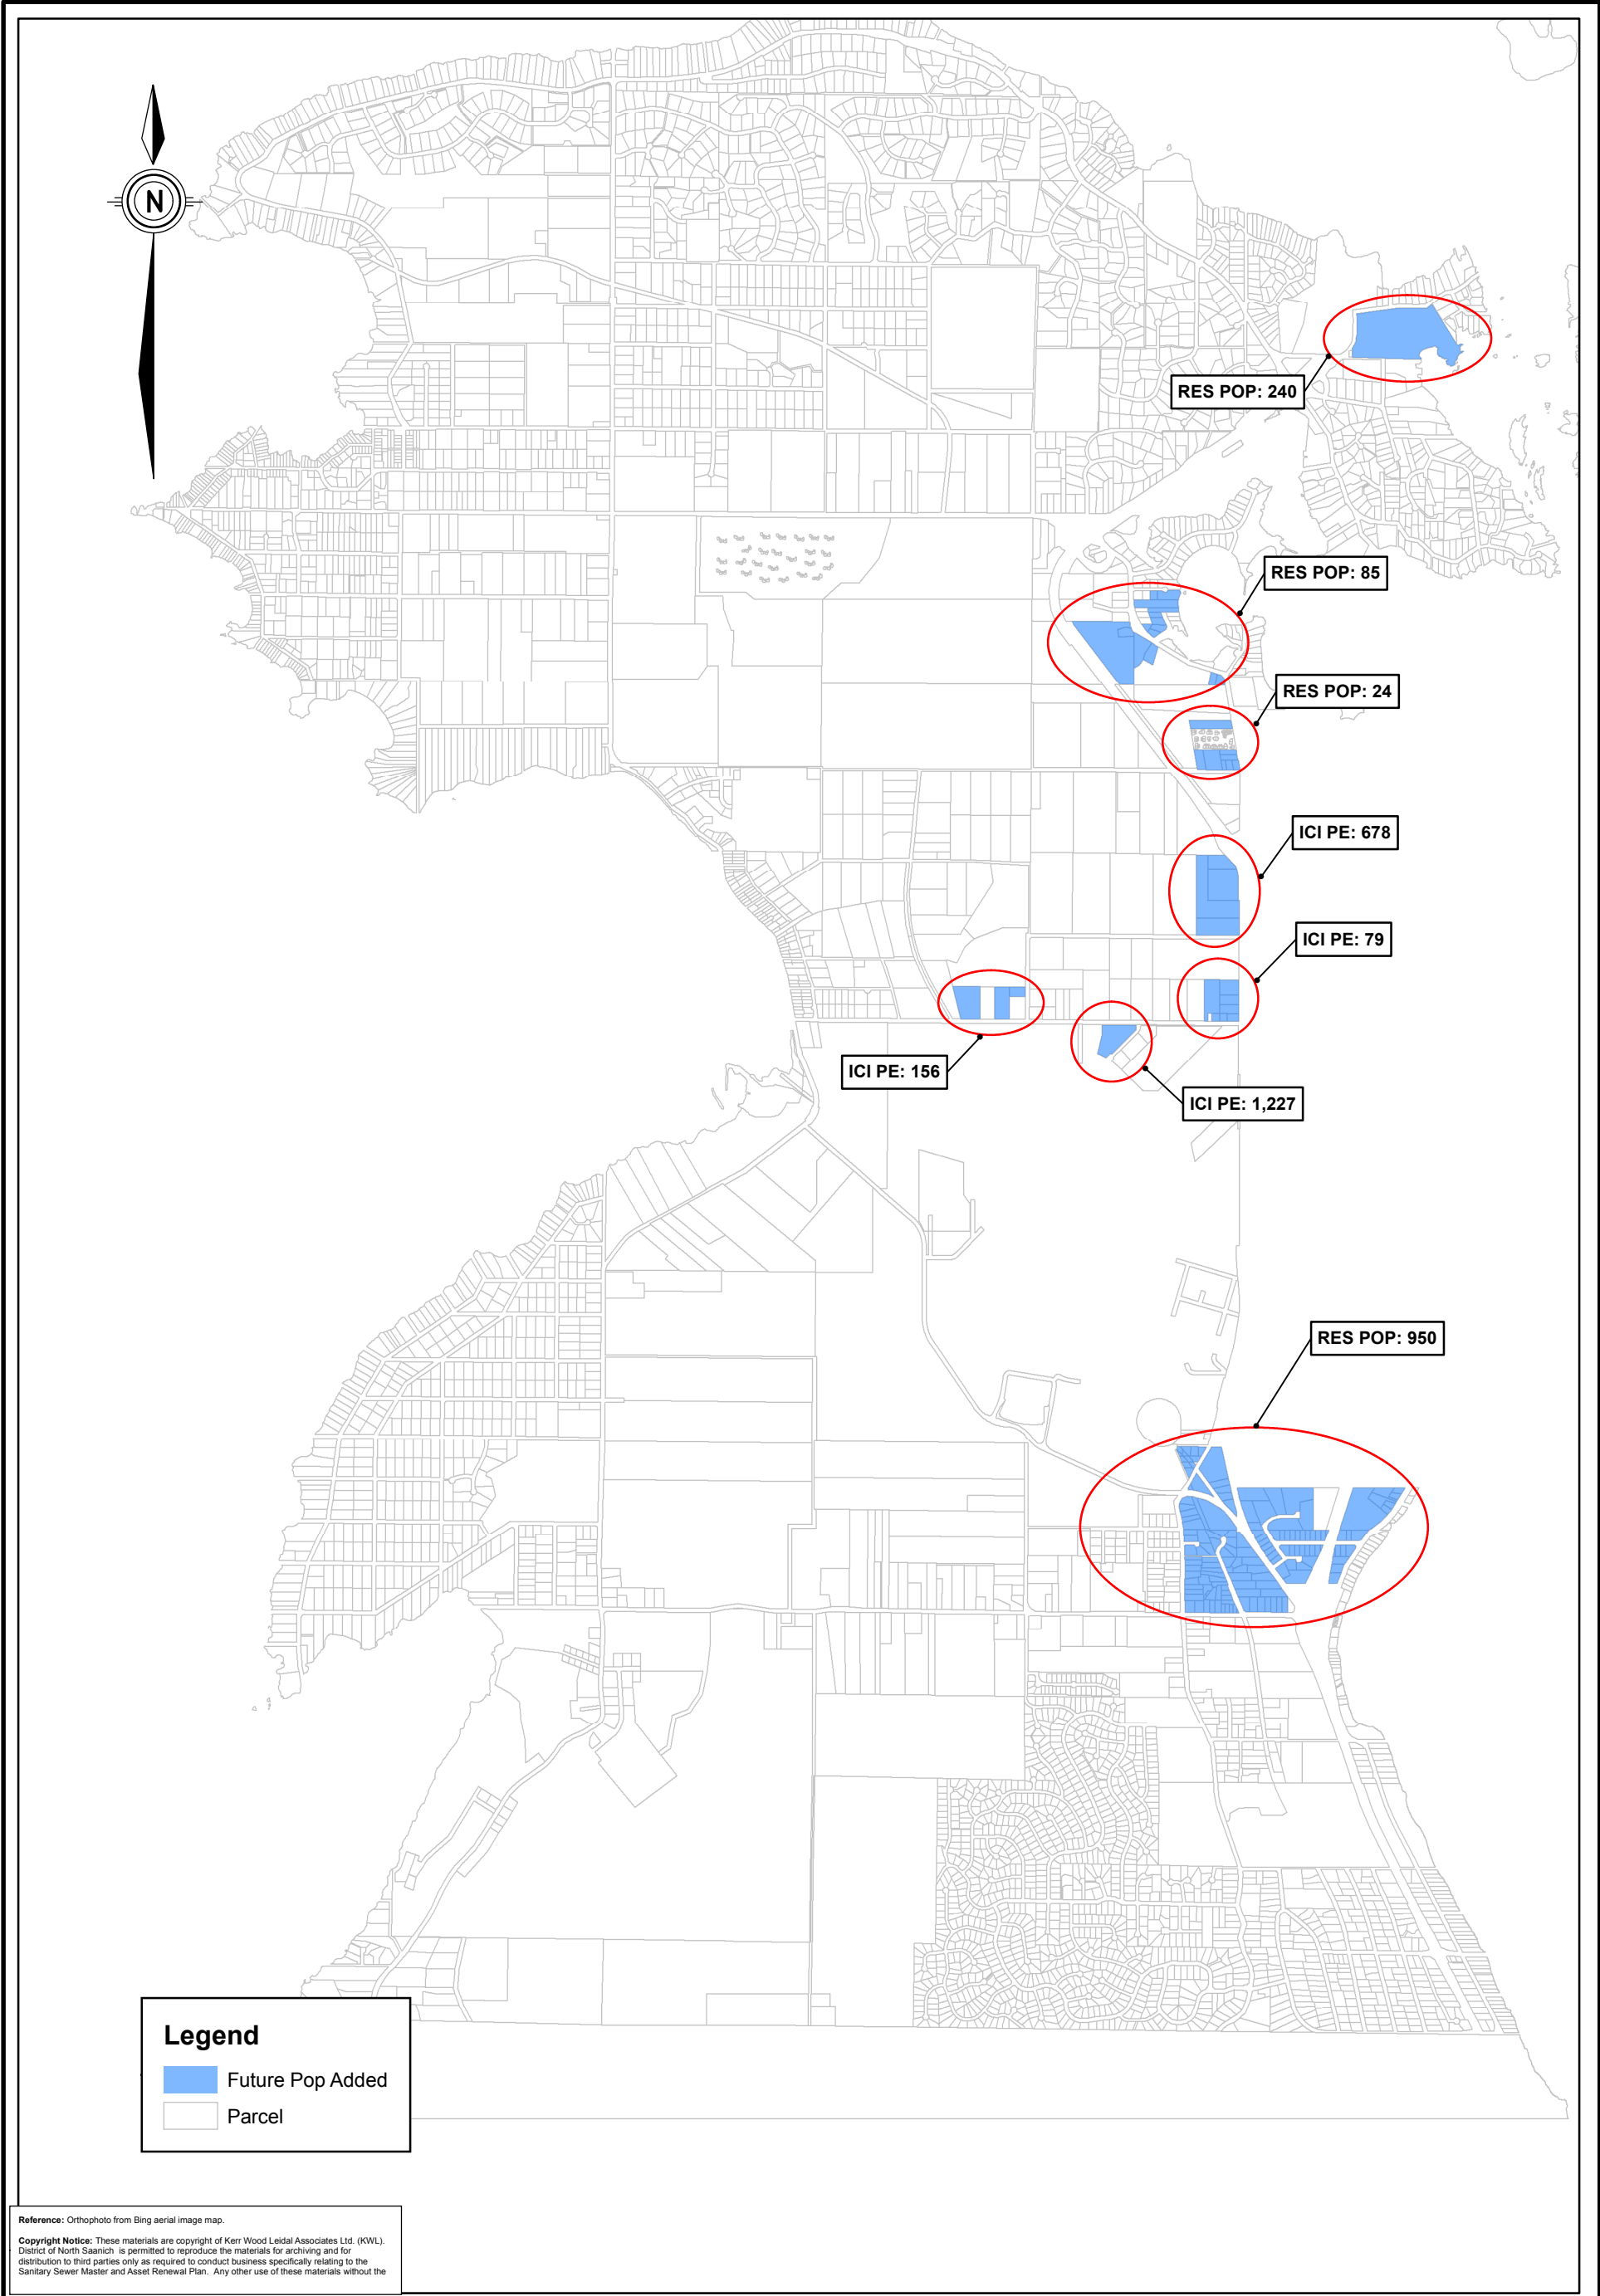 N
RES POP: 240
RES POP: 85
RES POP: 24
ICI PE: 678
ICI PE: 79
ICI PE: 156
ICI PE: 1,227
RES POP: 950
Legend
Future Pop Added
Parcel
Reference: Orthophoto from Bing aerial image map.
Copyright Notice: These materials are copyright of Kerr Wood Leidal Associates Ltd. (KWL).
District of North Saanich is permitted to reproduce the materials for archiving and for
distribution to third parties only as required to conduct business specifically relating to the
Sanitary Sewer Master and Asset Renewal Plan. Any other use of these materials without the